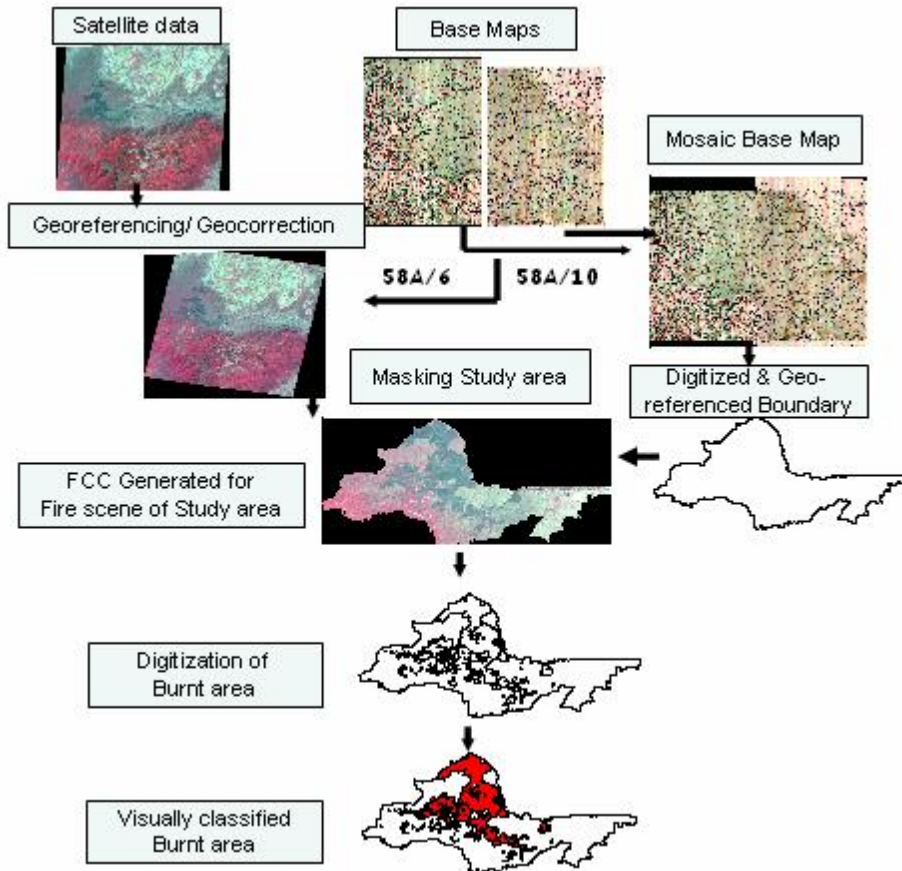 Satellite data
Base Maps
Mosaic Base Map
Georeferencing/ Geocorrection
58A/6
58A/10
Masking Study area
Digitized & Geo-
referenced Boundary
FCC Generated for
Fire scene of Study area
Digitization of
Burnt area
Visually classified
Burnt area